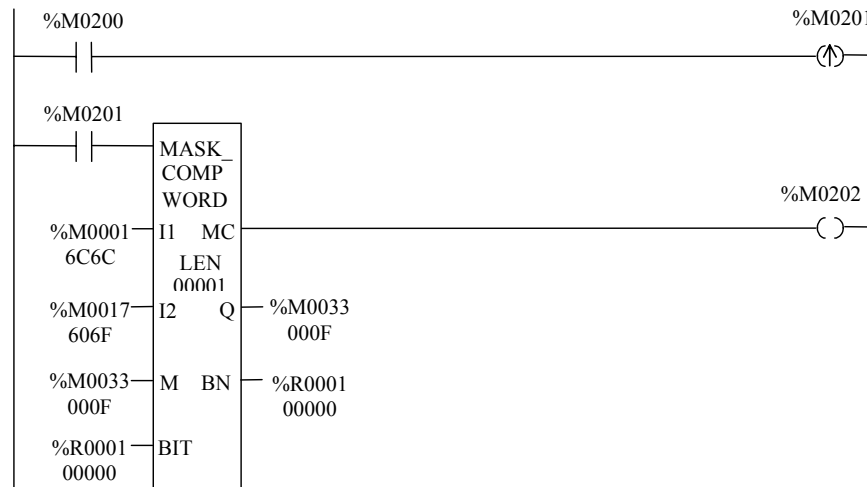 %M0200
%M0201
%M0201
MASK_
COMP
WORD
%M0202
%M0001 I1 MC
6C6C
LEN
00001
%M0017 I2 Q %M0033
606F 000F
%M0033 M BN %R0001
000F 00000
%R0001 BIT
00000